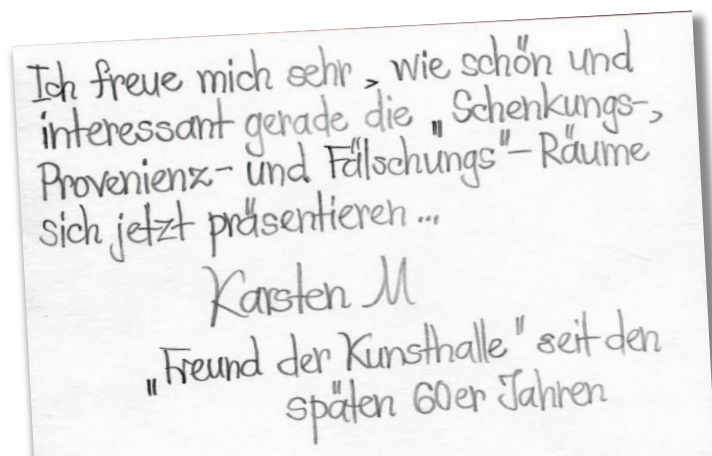 Ich freue mich sehr, wie schön und
interessant gerade die „Schenkungs-,
Provenienz- und Fälschungs"-Räume
sich jetzt präsentieren...
Karsten M
„Freund der Kunsthalle" seit den
späten 60er Jahren